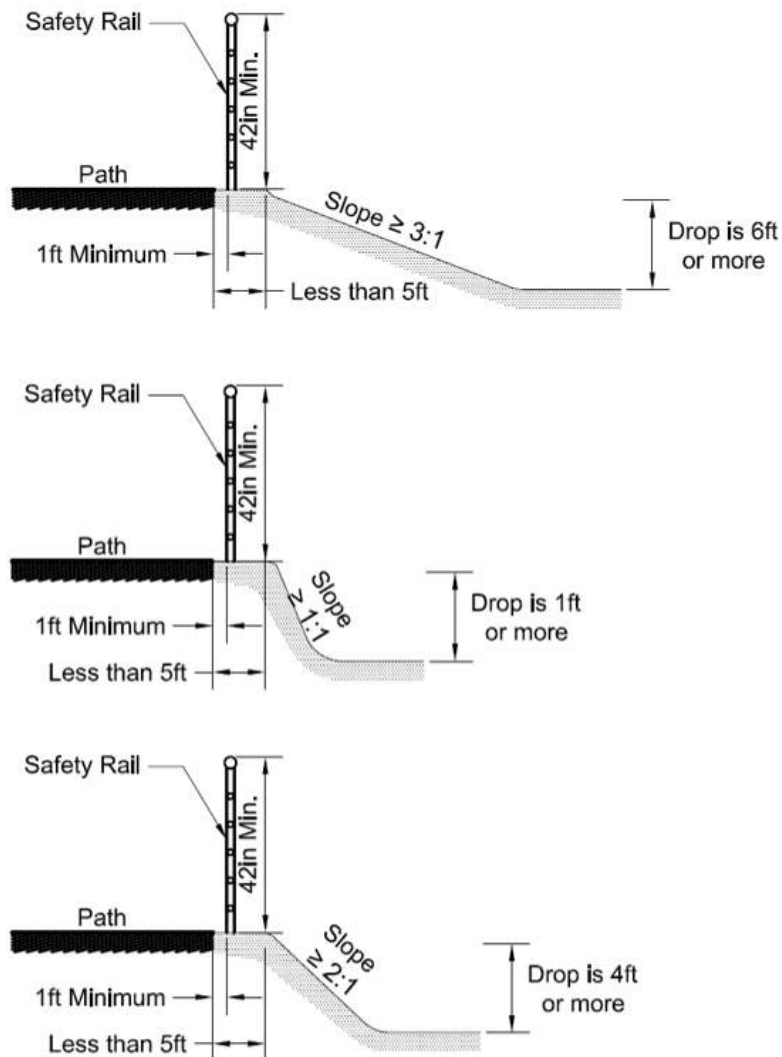 Safety Rail
42in Min.
Path
Slope ≥ 3:1
1ft Minimum
Less than 5ft
Drop is 6ft
or more
Safety Rail
42in Min.
Path
Slope
≥ 1:1
1ft Minimum
Less than 5ft
Drop is 1ft
or more
Safety Rail
42in Min.
Path
Slope
≥ 2:1
1ft Minimum
Less than 5ft
Drop is 4ft
or more